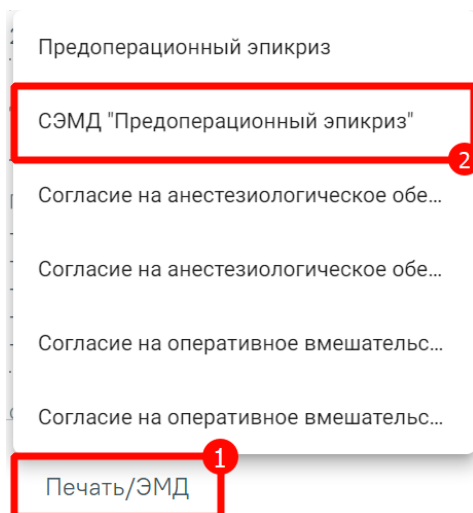 Предоперационный эпикриз
СЭМД "Предоперационный эпикриз"
2
Согласие на анестезиологическое обе...
Согласие на анестезиологическое обе...
Согласие на оперативное вмешательс...
Согласие на оперативное вмешательс...
1
Печать/ЭМД